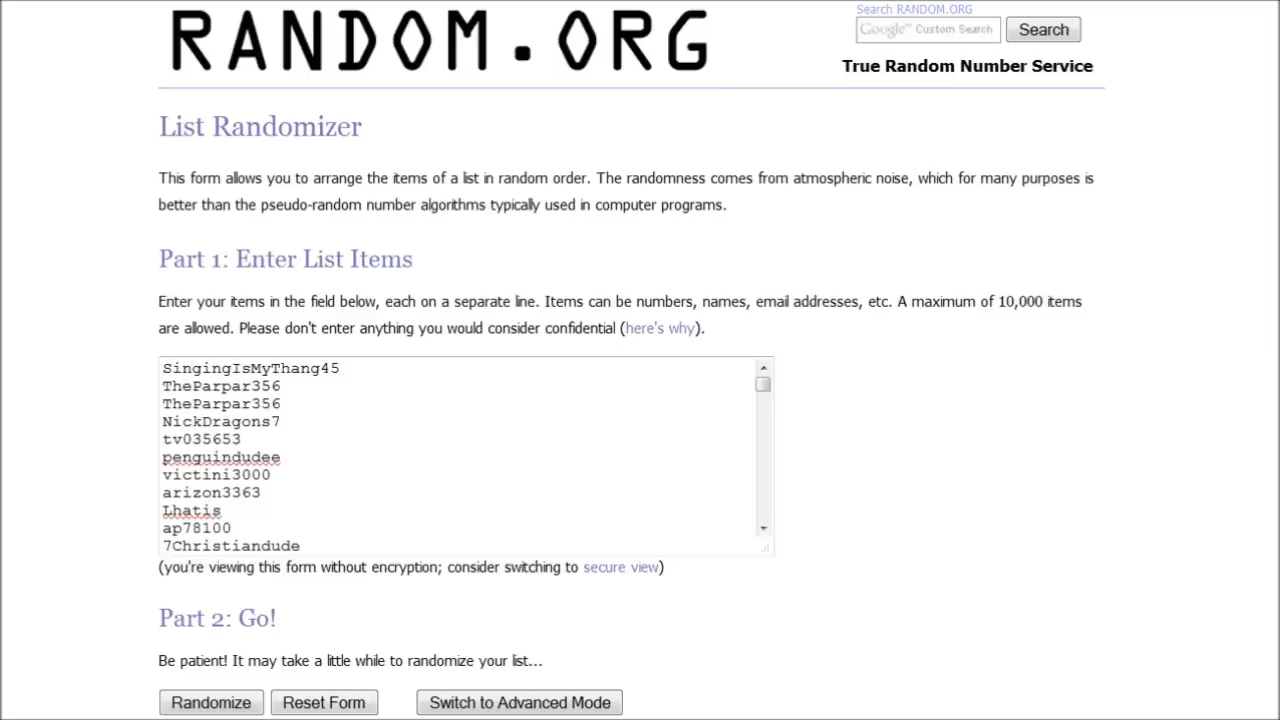 RANDOM.ORG
Search RANDOM.ORG
Google™ Custom Search
Search
True Random Number Service
List Randomizer
This form allows you to arrange the items of a list in random order. The randomness comes from atmospheric noise, which for many purposes is
better than the pseudo-random number algorithms typically used in computer programs.
Part 1: Enter List Items
Enter your items in the field below, each on a separate line. Items can be numbers, names, email addresses, etc. A maximum of 10,000 items
are allowed. Please don't enter anything you would consider confidential (here's why).
SingingIsMyThang45
TheParpar356
TheParpar356
NickDragons7
tv035653
penguindudee
victini3000
arizon3363
Lhatis
ap78100
7Christiandude
(you're viewing this form without encryption; consider switching to secure view)
Part 2: Go!
Be patient! It may take a little while to randomize your list...
Randomize Reset Form Switch to Advanced Mode